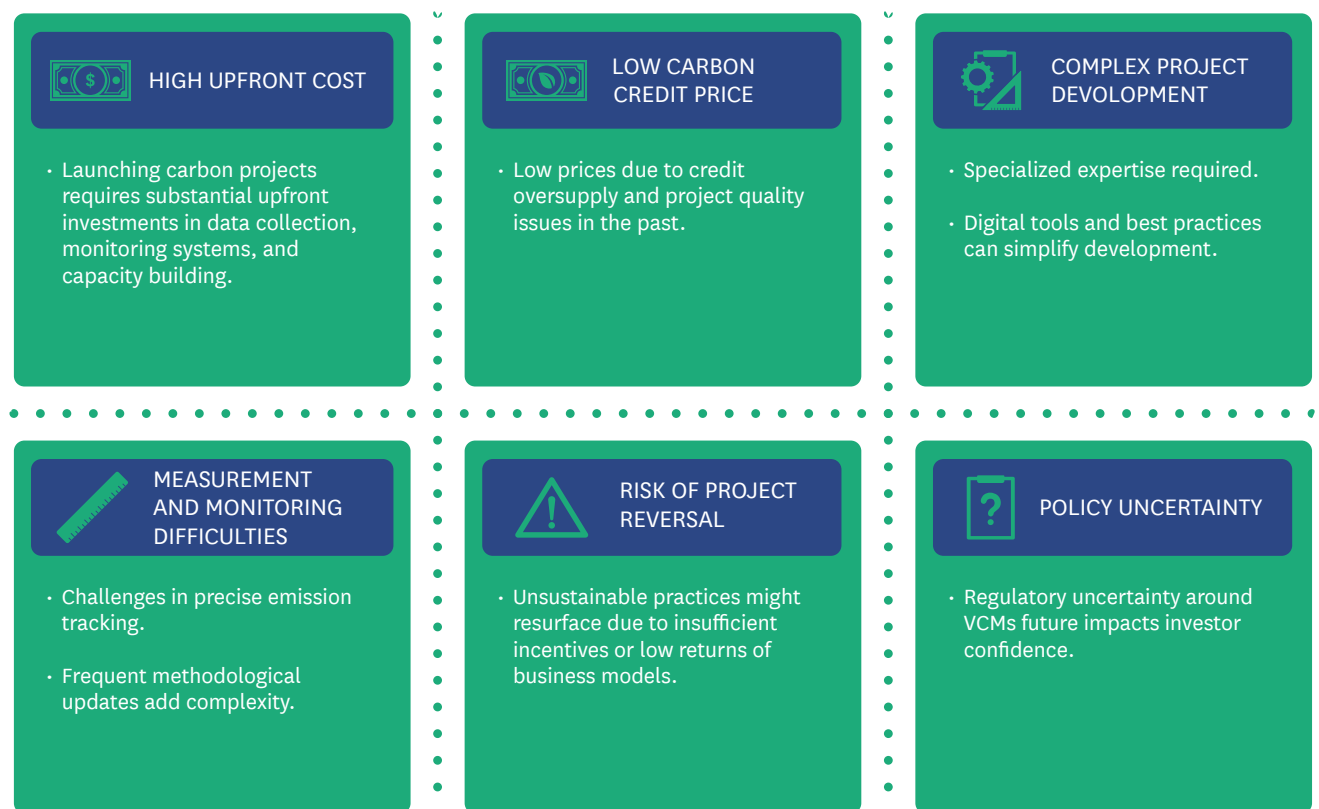 HIGH UPFRONT COST
· Launching carbon projects
requires substantial upfront
investments in data collection,
monitoring systems, and
capacity building.
LOW CARBON
CREDIT PRICE
· Low prices due to credit
oversupply and project quality
issues in the past.
COMPLEX PROJECT
DEVOLOPMENT
· Specialized expertise required.
· Digital tools and best practices
can simplify development.
MEASUREMENT
AND MONITORING
DIFFICULTIES
· Challenges in precise emission
tracking.
· Frequent methodological
updates add complexity.
RISK OF PROJECT
REVERSAL
· Unsustainable practices might
resurface due to insufficient
incentives or low returns of
business models.
POLICY UNCERTAINTY
· Regulatory uncertainty around
VCMs future impacts investor
confidence.